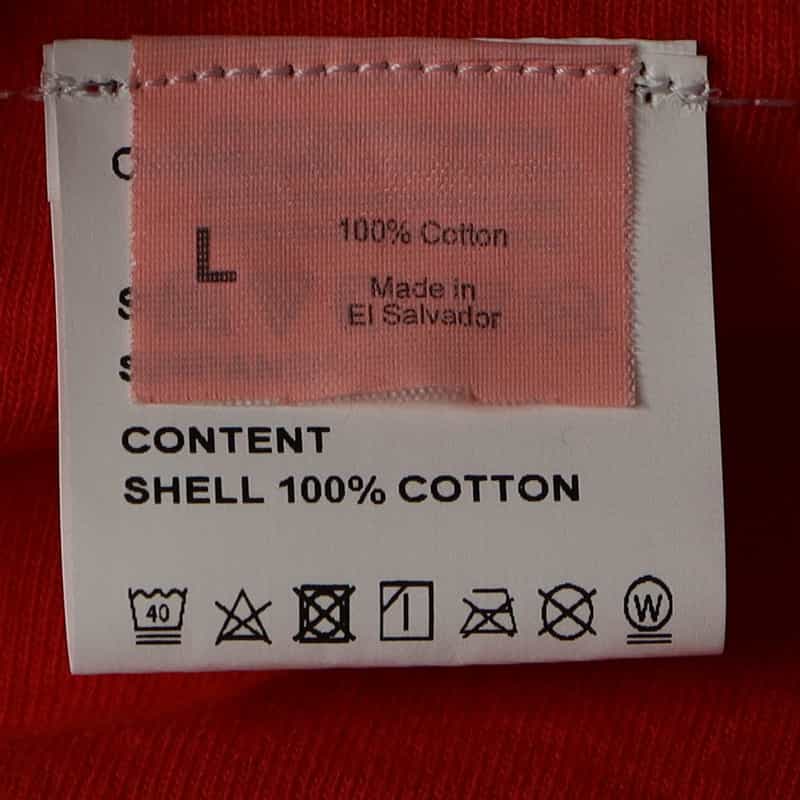 L
100% Cotton
Made in
El Salvador
CONTENT
SHELL 100% COTTON
40
W